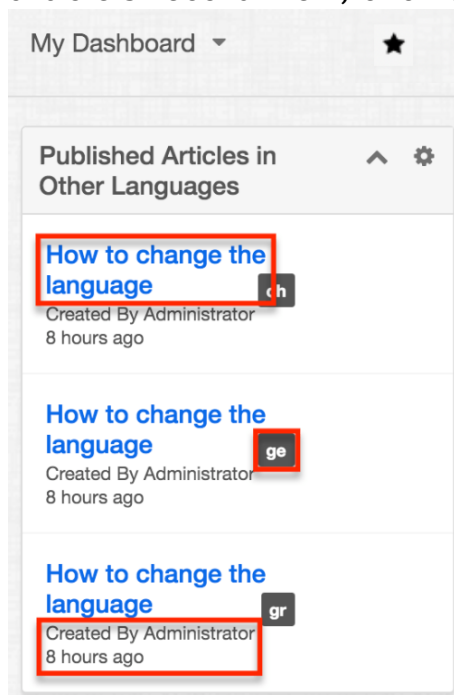 My Dashboard
Published Articles in
Other Languages
How to change the
language
ch
Created By Administrator
8 hours ago
How to change the
language
ge
Created By Administrator
8 hours ago
How to change the
language
gr
Created By Administrator
8 hours ago